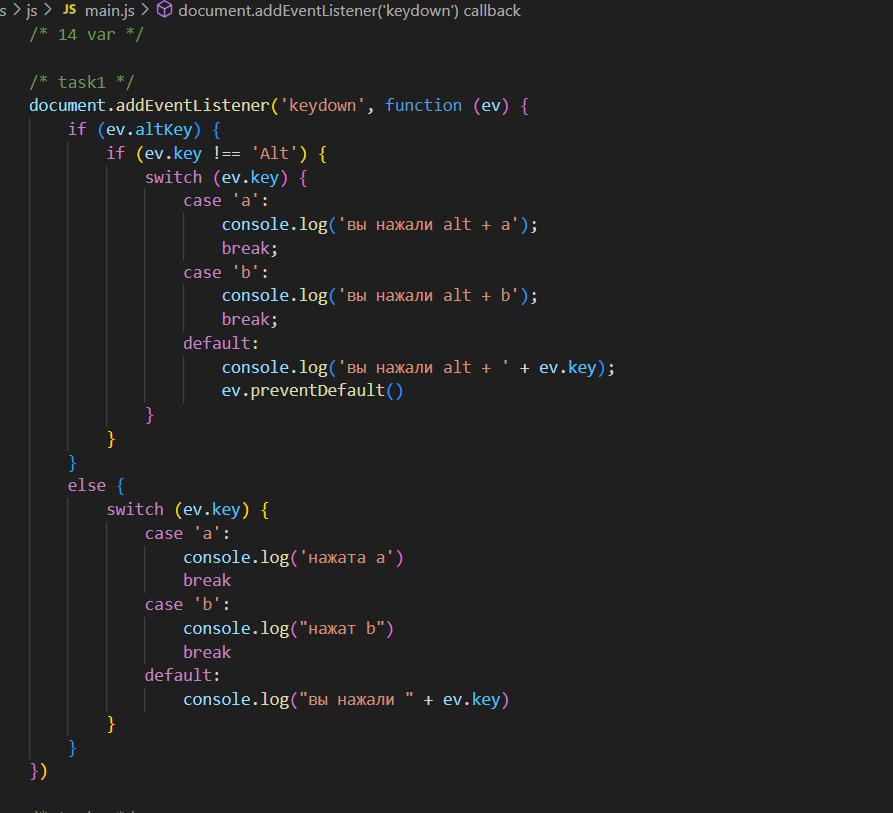 s > js > JS main.js > document.addEventListener('keydown') callback
/* 14 var */
/* task1 */
document.addEventListener('keydown', function (ev) {
    if (ev.altKey) {
        if (ev.key !== 'Alt') {
            switch (ev.key) {
                case 'a':
                    console.log('вы нажали alt + a');
                    break;
                case 'b':
                    console.log('вы нажали alt + b');
                    break;
                default:
                    console.log('вы нажали alt + ' + ev.key);
                    ev.preventDefault()
            }
        }
    }
    else {
        switch (ev.key) {
            case 'a':
                console.log('нажата а')
                break
            case 'b':
                console.log("нажат b")
                break
            default:
                console.log("вы нажали " + ev.key)
        }
    }
})